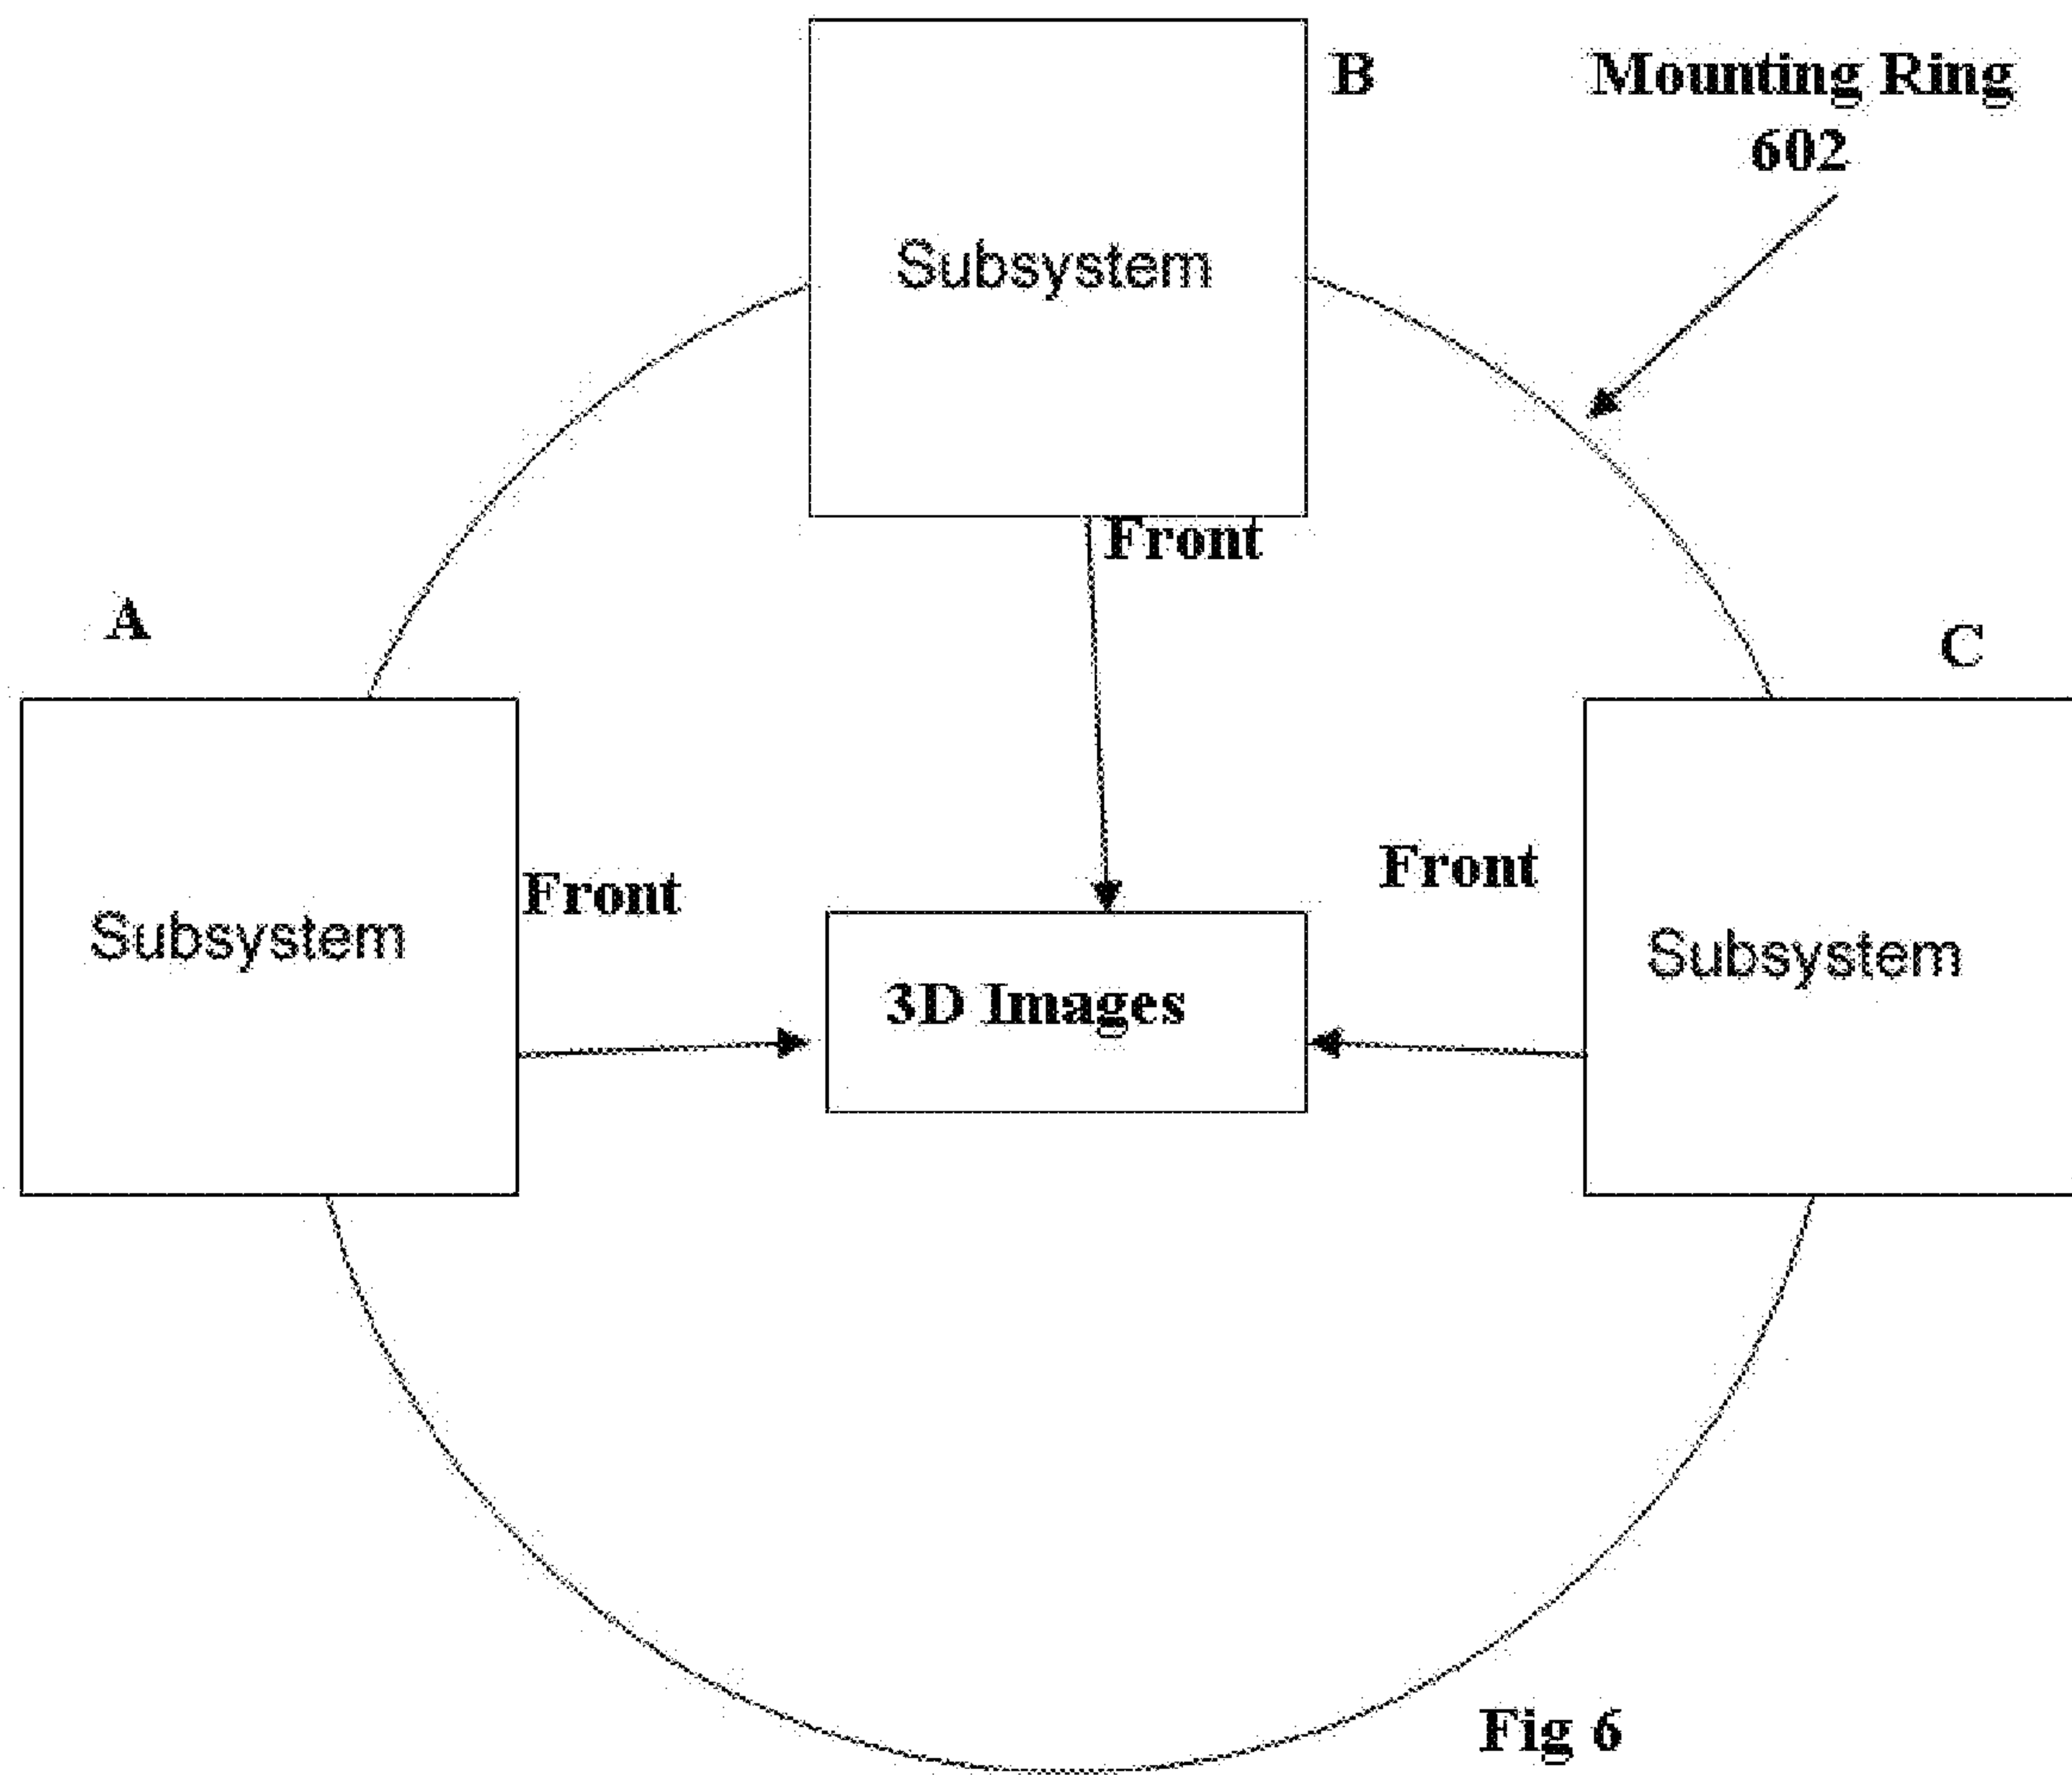 B
Mounting Ring
602
Subsystem
Front
A
C
Front
Front
Subsystem
Subsystem
3D Images
Fig 6